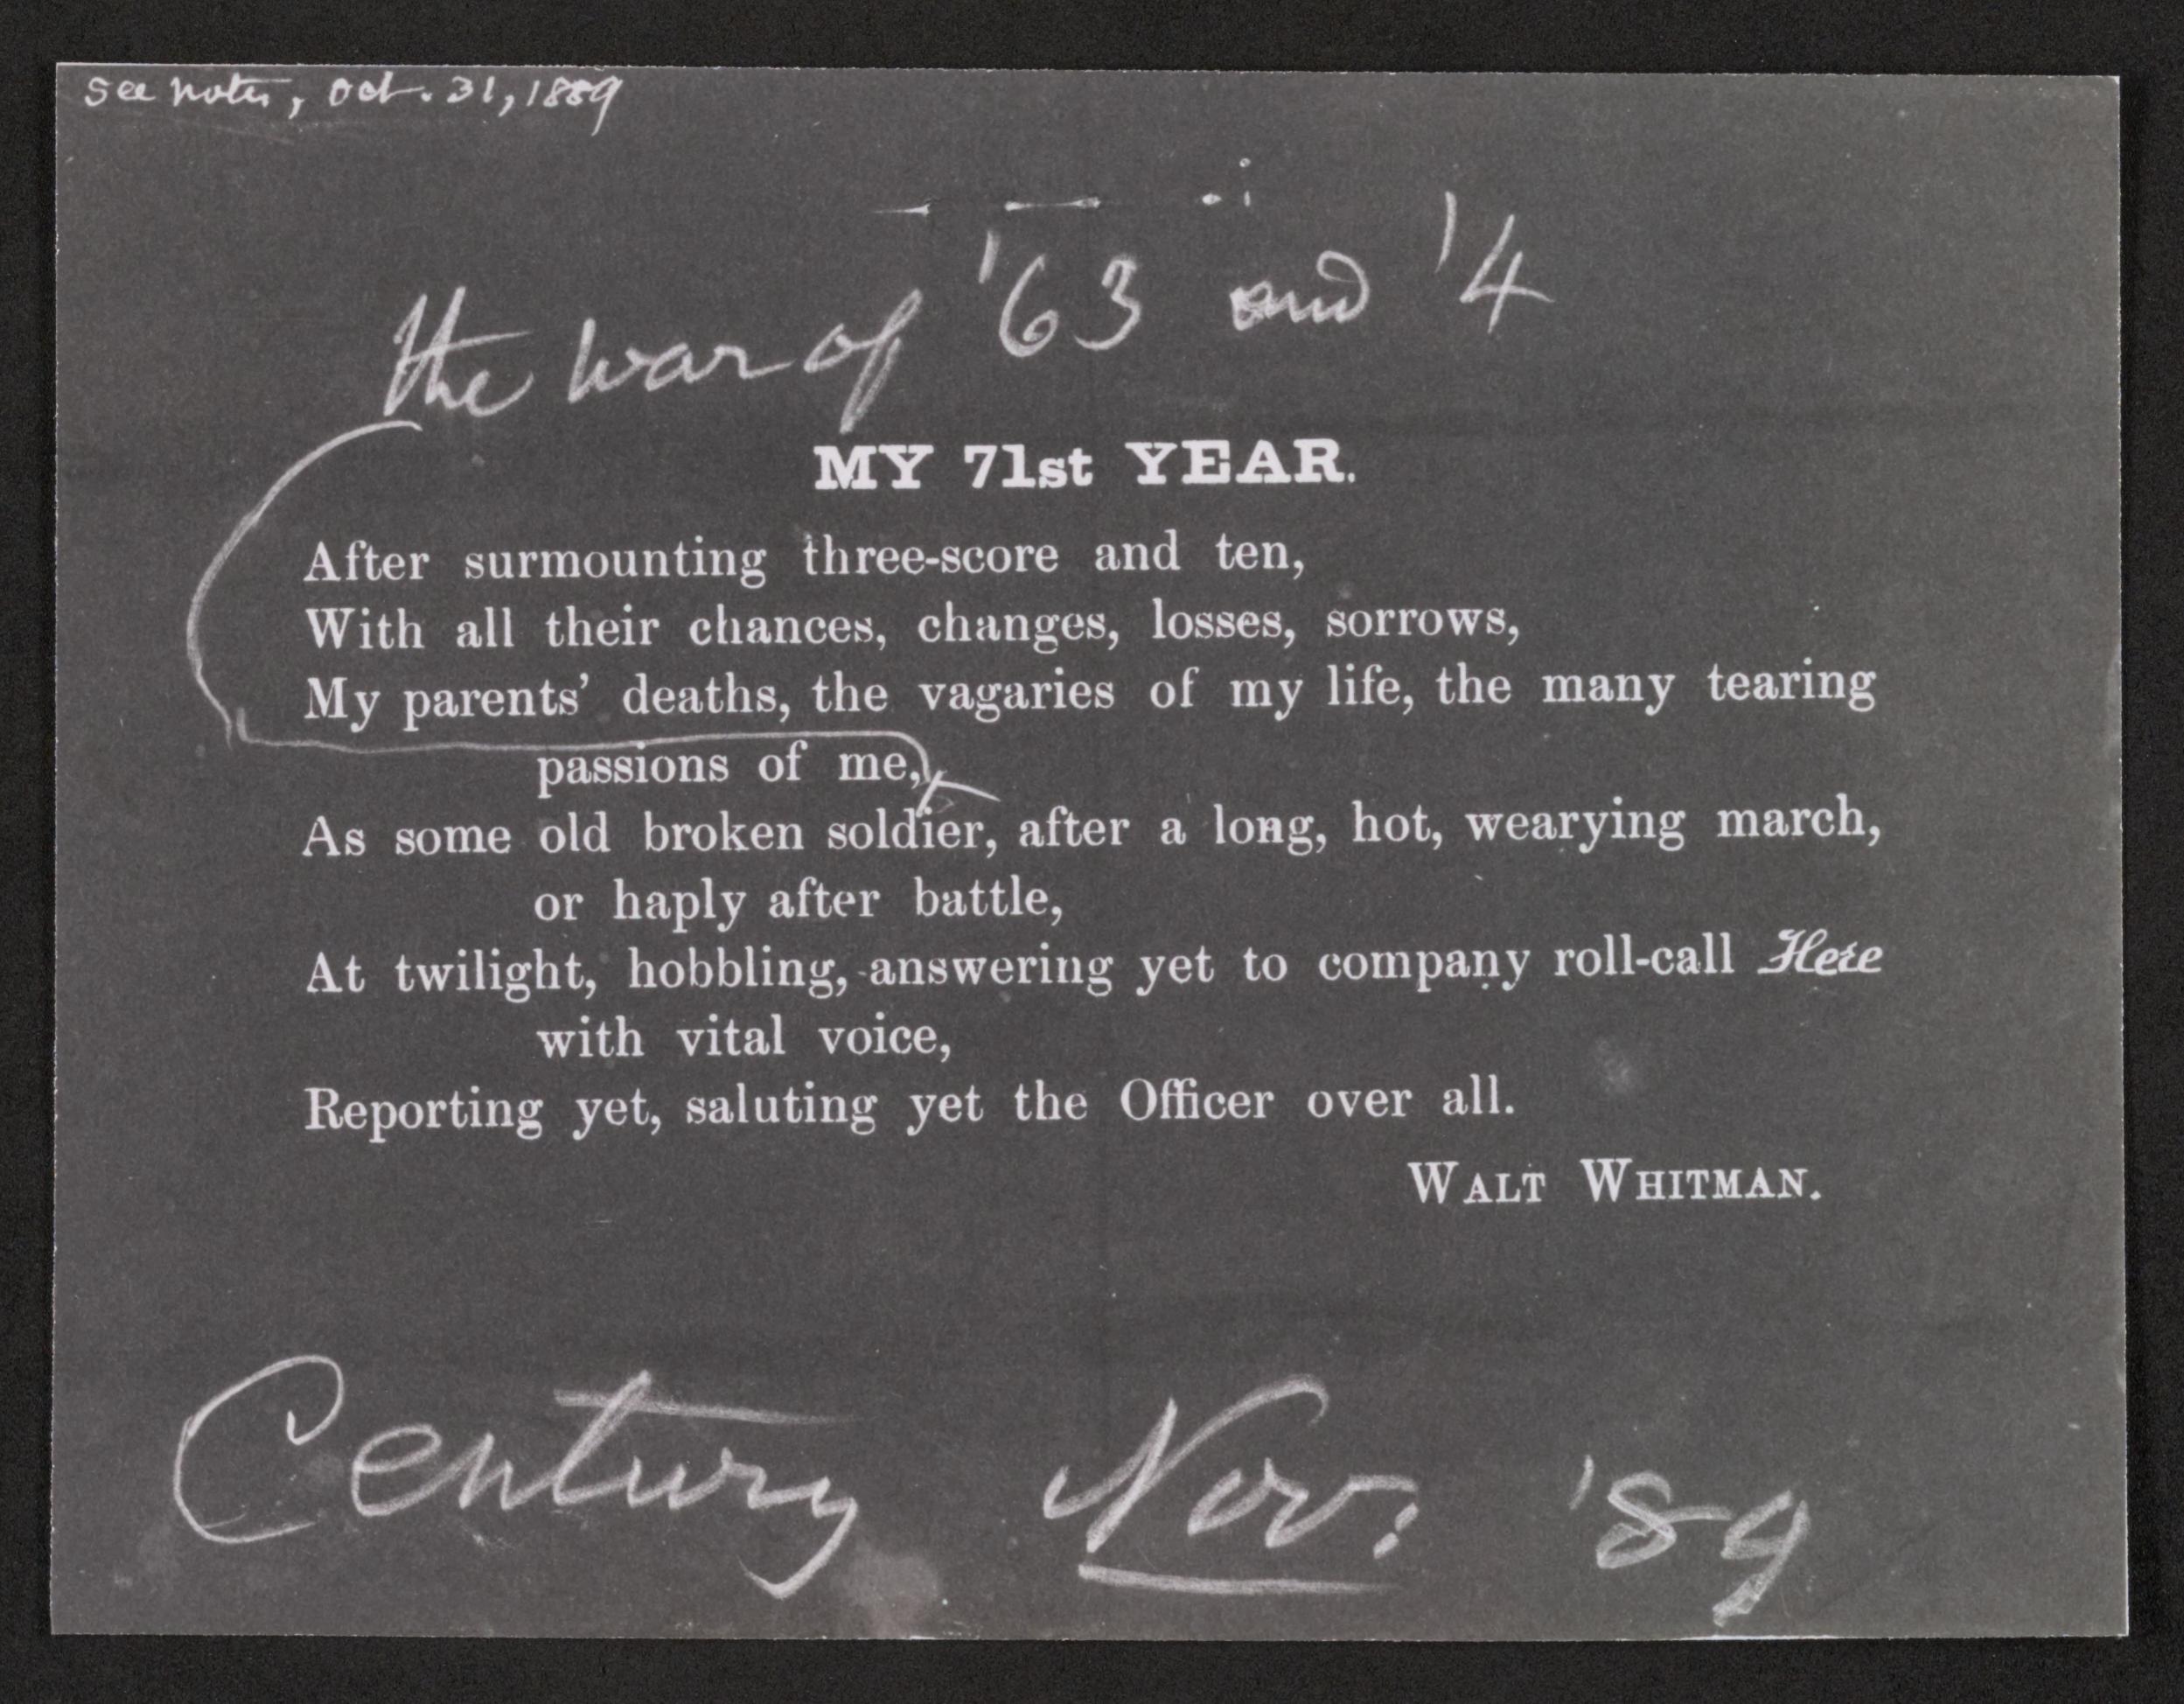 see notes, Oct. 31, 1889
the war of '63 and '4
MY 71st YEAR.
After surmounting three-score and ten,
With all their chances, changes, losses, sorrows,
My parents' deaths, the vagaries of my life, the many tearing
passions of me,
As some old broken soldier, after a long, hot, wearying march,
or haply after battle,
At twilight, hobbling, answering yet to company roll-call Here
with vital voice,
Reporting yet, saluting yet the Officer over all.
WALT WHITMAN.
Century Nov. '89